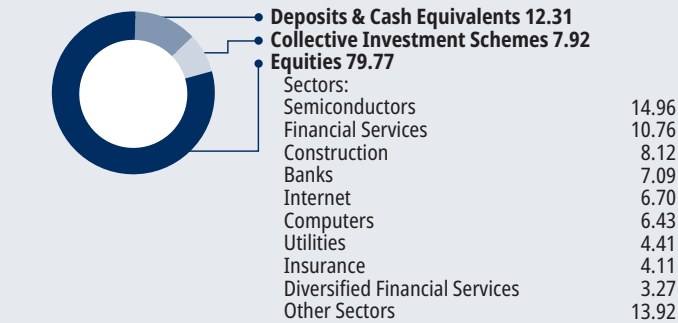 Deposits & Cash Equivalents 12.31
Collective Investment Schemes 7.92
Equities 79.77
Sectors:
Semiconductors 14.96
Financial Services 10.76
Construction 8.12
Banks 7.09
Internet 6.70
Computers 6.43
Utilities 4.41
Insurance 4.11
Diversified Financial Services 3.27
Other Sectors 13.92